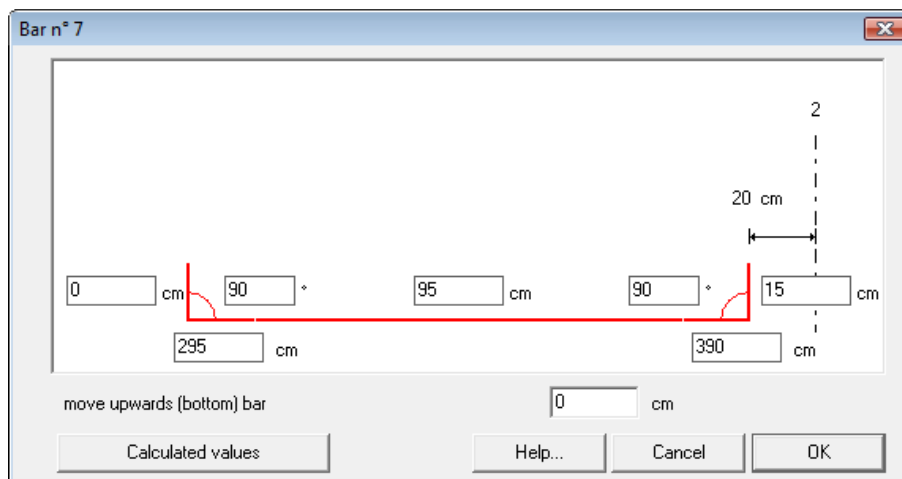 Bar n° 7
2
20 cm
0 cm 90 ° 95 cm 90 ° 15 cm
295 cm 390 cm
move upwards (bottom) bar 0 cm
Calculated values Help... Cancel OK